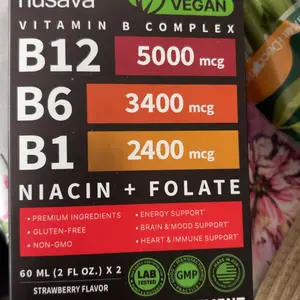 nusava
VEGAN
VITAMIN B COMPLEX
B12 5000 mcg
B6 3400 mcg
B1 2400 mcg
NIACIN + FOLATE
• PREMIUM INGREDIENTS
• GLUTEN-FREE
• NON-GMO
• ENERGY SUPPORT*
• BRAIN & MOOD SUPPORT*
• HEART & IMMUNE SUPPORT*
60 ML (2 FL OZ.) X 2
STRAWBERRY FLAVOR
LAB
TESTED
GMP